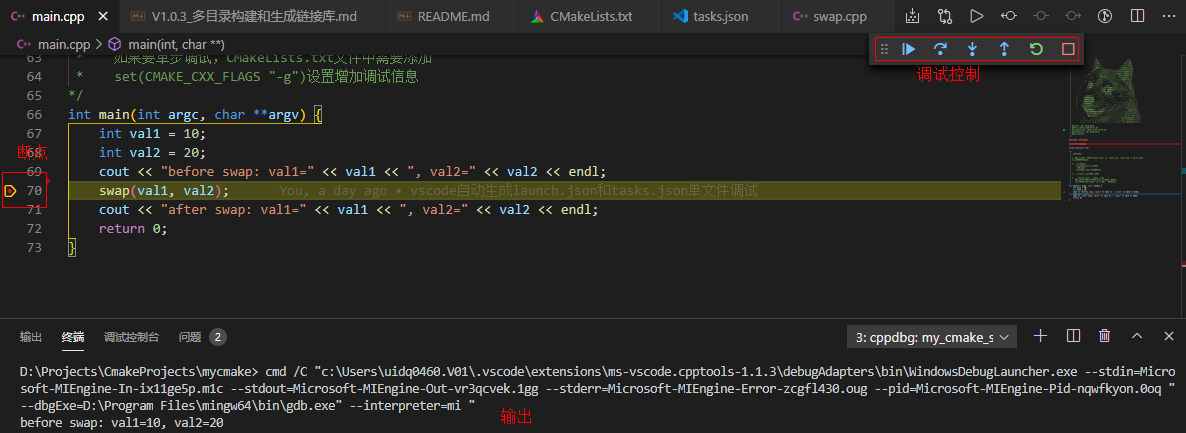 main.cpp V1.0.3_多目录构建和生成链接库.md README.md CMakeLists.txt tasks.json swap.cpp
main.cpp > main(int, char **)
调试控制
63 * 如果要单步调试，CMakeLists.txt文件中需要添加
64 * set(CMAKE_CXX_FLAGS "-g")设置增加调试信息
65 */
66 int main(int argc, char **argv) {
67 int val1 = 10;
断点
68 int val2 = 20;
69 cout << "before swap: val1=" << val1 << ", val2=" << val2 << endl;
70 swap(val1, val2); You, a day ago • vscode自动生成launch.json和tasks.json单文件调试
71 cout << "after swap: val1=" << val1 << ", val2=" << val2 << endl;
72 return 0;
73 }
输出 终端 调试控制台 问题 2 3: cppdbg: my_cmake_s
D:\Projects\CmakeProjects\mycmake> cmd /C "c:\Users\uidq0460.V01\.vscode\extensions\ms-vscode.cpptools-1.1.3\debugAdapters\bin\WindowsDebugLauncher.exe --stdin=Micro
soft-MIEngine-In-ix11ge5p.m1c --stdout=Microsoft-MIEngine-Out-vr3qcvek.1gg --stderr=Microsoft-MIEngine-Error-zcgfl430.oug --pid=Microsoft-MIEngine-Pid-nqwfkyon.0oq "
--dbgExe=D:\Program Files\mingw64\bin\gdb.exe" --interpreter=mi "
输出
before swap: val1=10, val2=20